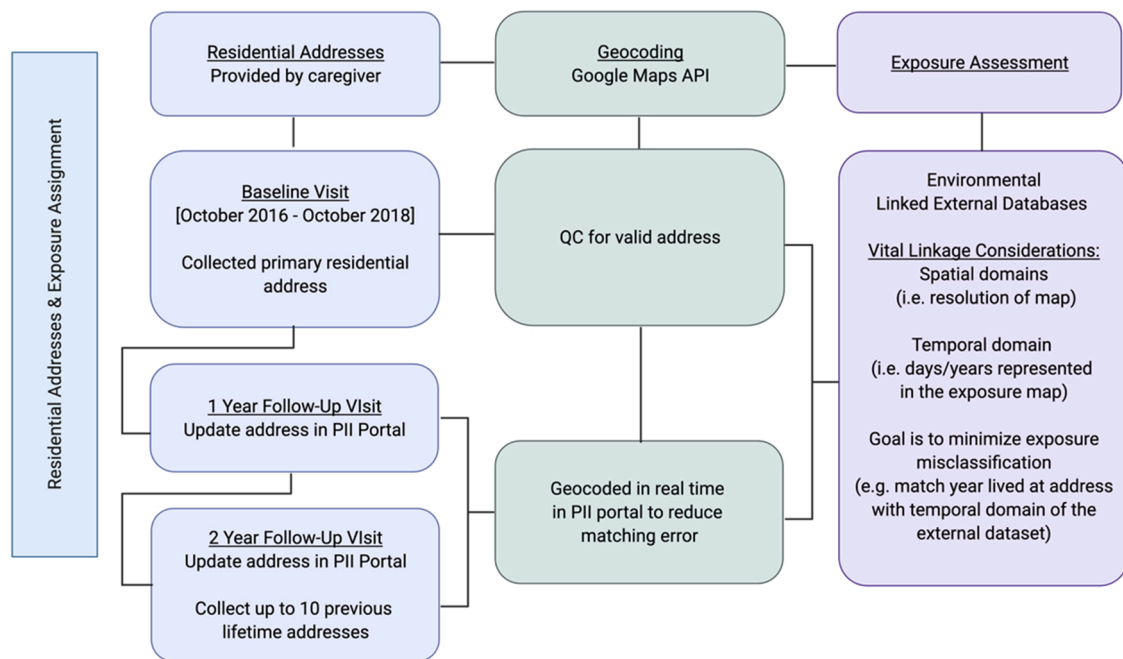 Residential Addresses & Exposure Assignment
Residential Addresses
Provided by caregiver
Geocoding
Google Maps API
Exposure Assessment
Baseline Visit
[October 2016 - October 2018]
Collected primary residential
address
QC for valid address
Environmental
Linked External Databases
Vital Linkage Considerations:
Spatial domains
(i.e. resolution of map)
Temporal domain
(i.e. days/years represented
in the exposure map)
Goal is to minimize exposure
misclassification
(e.g. match year lived at address
with temporal domain of the
external dataset)
1 Year Follow-Up VIsit
Update address in PII Portal
Geocoded in real time
in PII portal to reduce
matching error
2 Year Follow-Up VIsit
Update address in PII Portal
Collect up to 10 previous
lifetime addresses